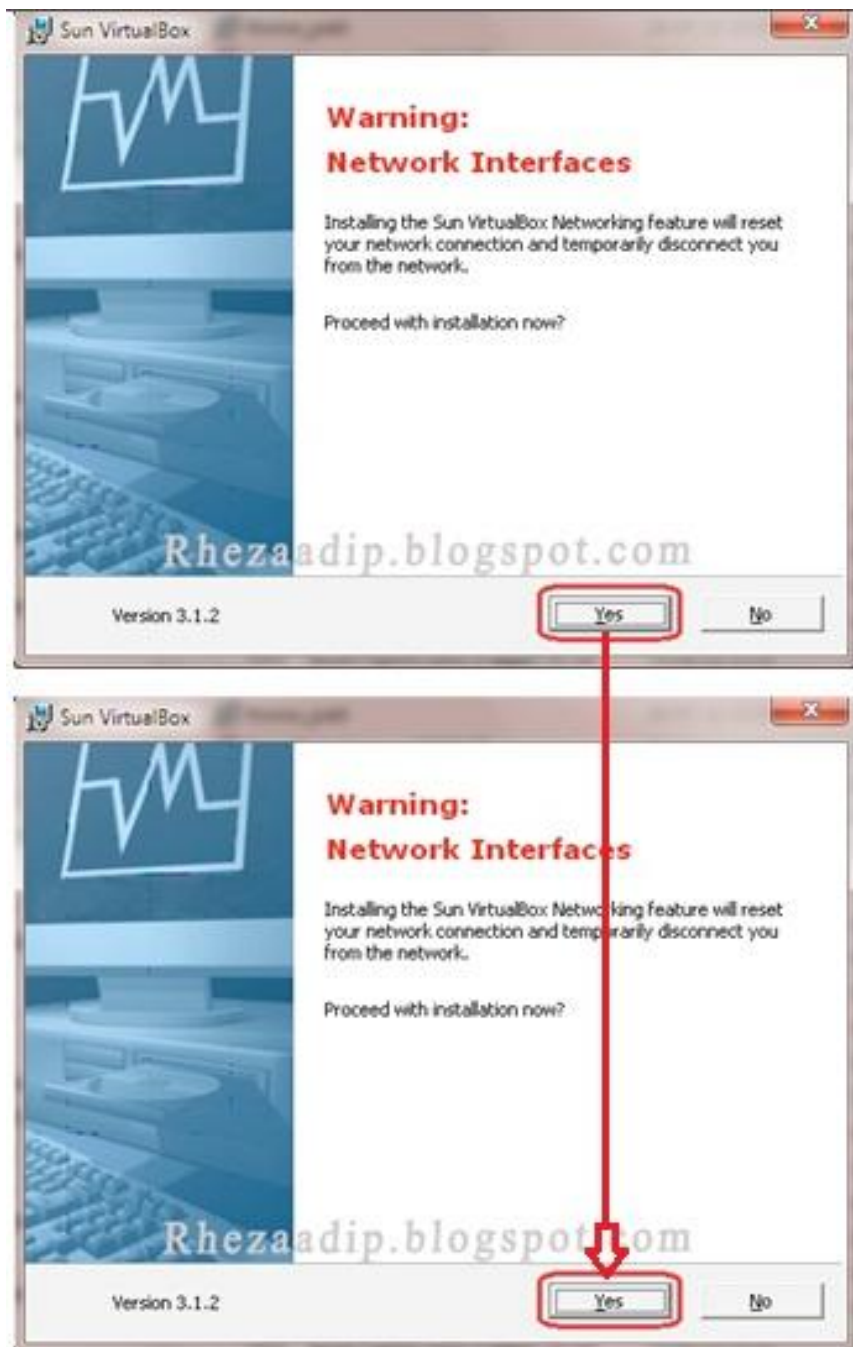 Sun VirtualBox
Warning:
Network Interfaces
Installing the Sun VirtualBox Networking feature will reset
your network connection and temporarily disconnect you
from the network.
Proceed with installation now?
Rhezaadip.blogspot.com
Version 3.1.2
Yes
No
Sun VirtualBox
Warning:
Network Interfaces
Installing the Sun VirtualBox Networking feature will reset
your network connection and temporarily disconnect you
from the network.
Proceed with installation now?
Rhezaadip.blogspot.com
Version 3.1.2
Yes
No